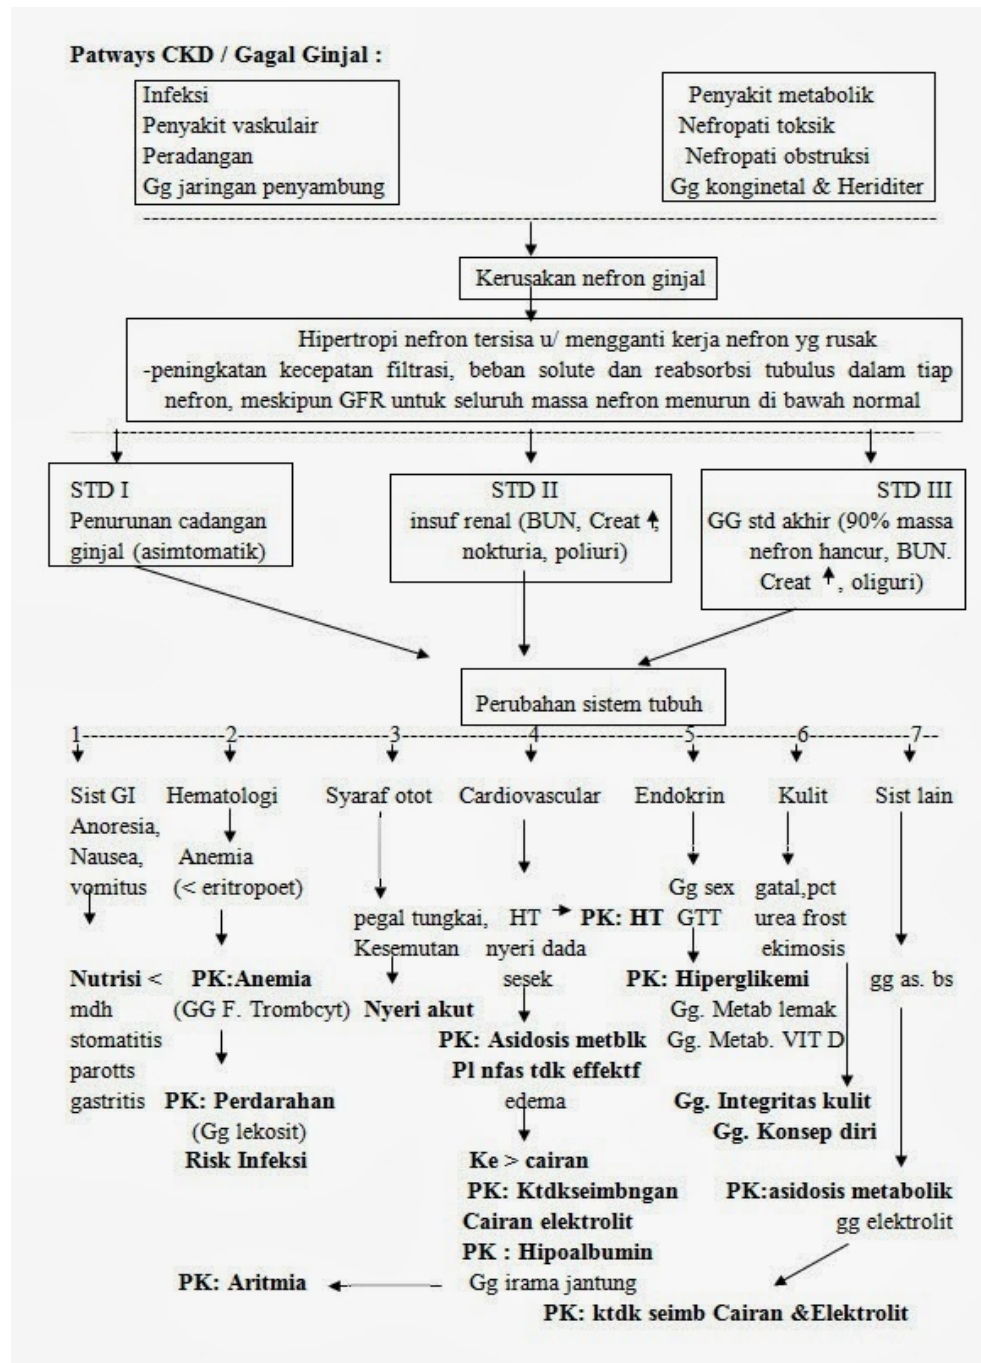 Patways CKD / Gagal Ginjal :
Infeksi
Penyakit vaskulair
Peradangan
Gg jaringan penyambung
Penyakit metabolik
Nefropati toksik
Nefropati obstruksi
Gg konginetal & Heriditer
Kerusakan nefron ginjal
Hipertropi nefron tersisa u/ mengganti kerja nefron yg rusak
-peningkatan kecepatan filtrasi, beban solute dan reabsorbsi tubulus dalam tiap
nefron, meskipun GFR untuk seluruh massa nefron menurun di bawah normal
STD I
Penurunan cadangan
ginjal (asimtomatik)
STD II
insuf renal (BUN, Creat ↑,
nokturia, poliuri)
STD III
GG std akhir (90% massa
nefron hancur, BUN.
Creat ↑, oliguri)
Perubahan sistem tubuh
1 2 3 4 5 6 7
Sist GI
Anoresia,
Nausea,
vomitus
Nutrisi <
mdh
stomatitis
parotts
gastritis
Hematologi
Anemia
(< eritropoet)
PK:Anemia
(GG F. Trombcyt)
PK: Perdarahan
(Gg lekosit)
Risk Infeksi
Syaraf otot
pegal tungkai,
Kesemutan
Nyeri akut
Cardiovascular
HT → PK: HT
nyeri dada
sesek
PK: Asidosis metblk
Pl nfas tdk effektf
edema
Ke > cairan
PK: Ktdkseimbngan
Cairan elektrolit
PK : Hipoalbumin
Gg irama jantung
PK: Aritmia
Endokrin
Gg sex
GTT
PK: Hiperglikemi
Gg. Metab lemak
Gg. Metab. VIT D
Kulit
gatal,pct
urea frost
ekimosis
Gg. Integritas kulit
Gg. Konsep diri
Sist lain
gg as. bs
PK:asidosis metabolik
gg elektrolit
PK: ktdk seimb Cairan &Elektrolit